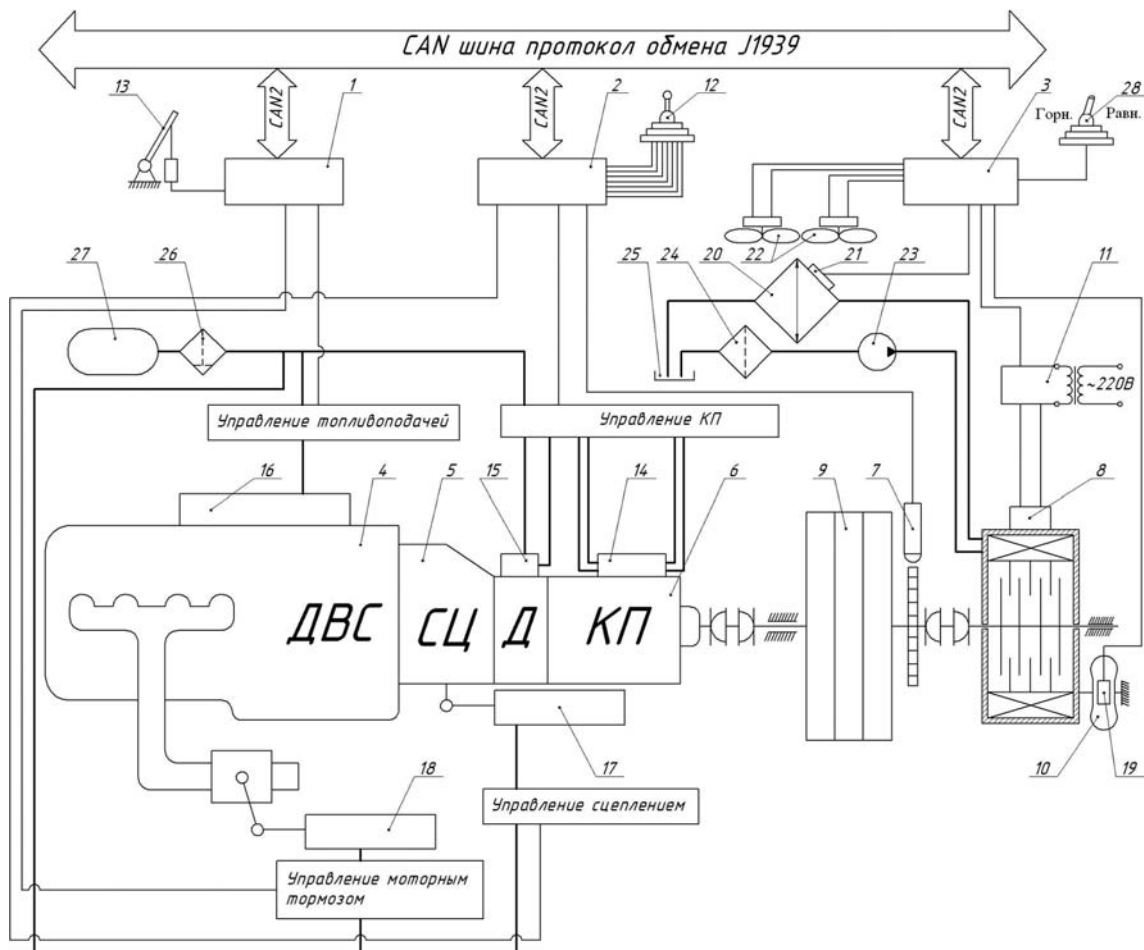 CAN шина протокол обмена J1939
13
1
CAN2
CAN2
2
12
CAN2
3
28
Горн.
Равн.
27
26
25
20
22
24
21
23
11
~220В
Управление топливоподачей
Управление КП
16
4
5
15
14
6
9
7
8
ДВС
СЦ
Д
КП
18
17
10
19
Управление сцеплением
Управление моторным
тормозом